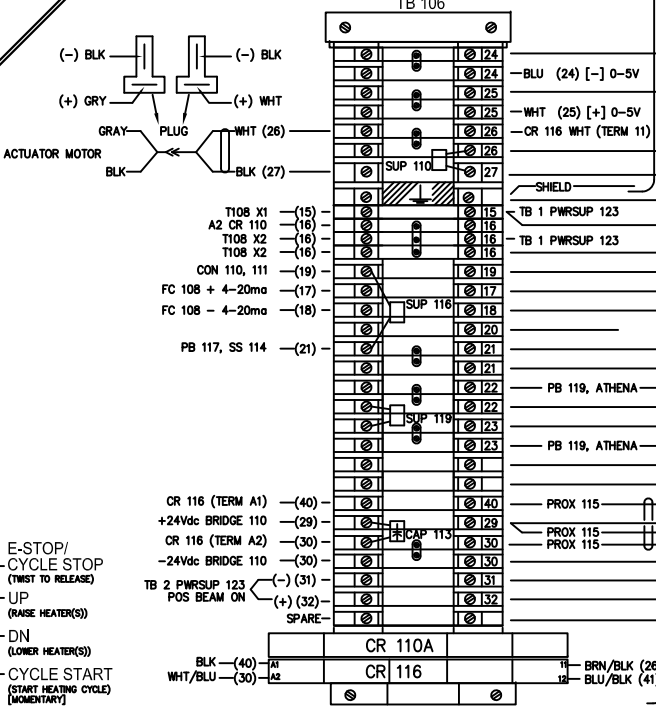 TB 106
(-) BLK
(-) BLK
(+) GRY
(+) WHT
GRAY
PLUG
WHT (26)
ACTUATOR MOTOR
BLK
BLK (27)
24
24
BLU (24) [-] 0-5V
25
25
WHT (25) [+] 0-5V
26
CR 116 WHT (TERM 11)
26
SUP 110
27
SHIELD
T108 X1 (15)
15
TB 1 PWRSUP 123
A2 CR 110 (16)
16
T108 X2 (16)
16
TB 1 PWRSUP 123
T108 X2 (16)
16
CON 110, 111 (19)
19
FC 108 + 4-20ma (17)
17
FC 108 - 4-20ma (18)
SUP 116
18
20
PB 117, SS 114 (21)
21
21
22
PB 119, ATHENA
22
SUP 119
23
23
PB 119, ATHENA
CR 116 (TERM A1) (40)
40
PROX 115
+24Vdc BRIDGE 110 (29)
29
CAP 113
PROX 115
CR 116 (TERM A2) (30)
30
PROX 115
-24Vdc BRIDGE 110 (30)
30
TB 2 PWRSUP 123
POS BEAM ON
(-) (31)
31
(+) (32)
32
SPARE
E-STOP/
CYCLE STOP
(TWIST TO RELEASE)
UP
(RAISE HEATER(S))
DN
(LOWER HEATER(S))
CYCLE START
(START HEATING CYCLE)
[MOMENTARY]
CR 110A
BLK (40) A1
CR 116
11 BRN/BLK (26
WHT/BLU (30) A2
12 BLU/BLK (41)